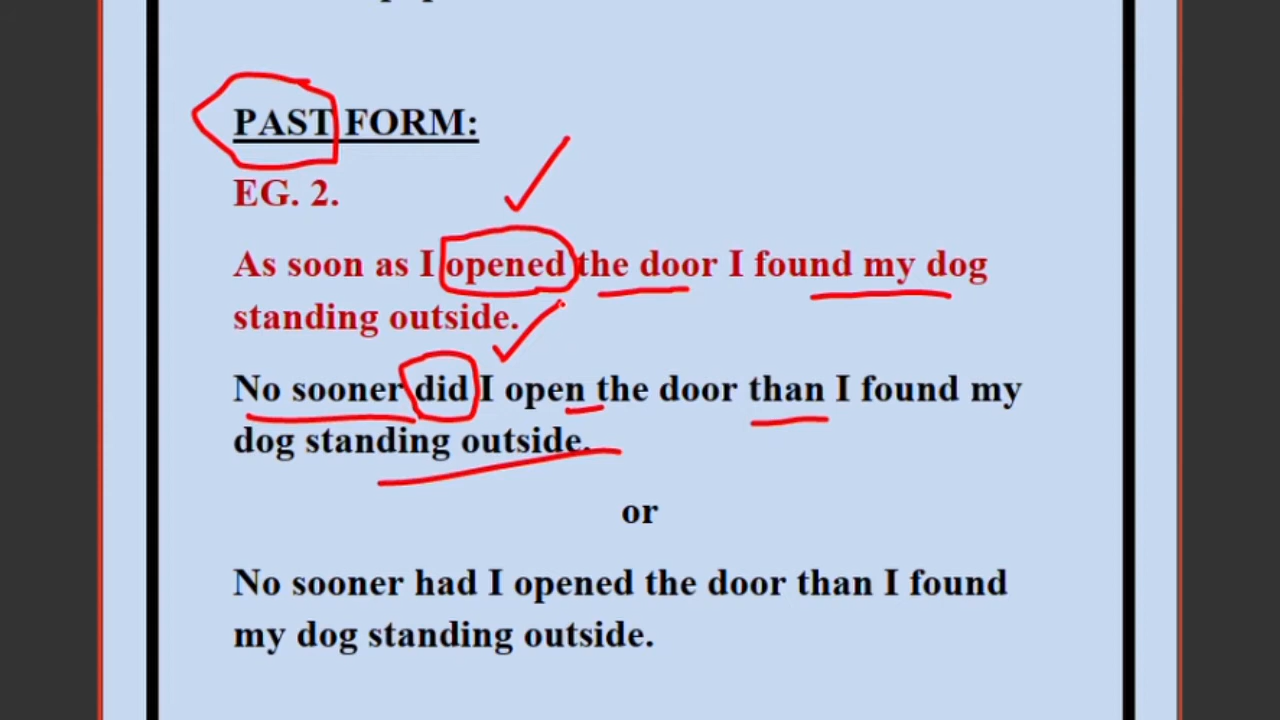 PAST FORM:
EG. 2.
As soon as I opened the door I found my dog
standing outside.
No sooner did I open the door than I found my
dog standing outside.
or
No sooner had I opened the door than I found
my dog standing outside.